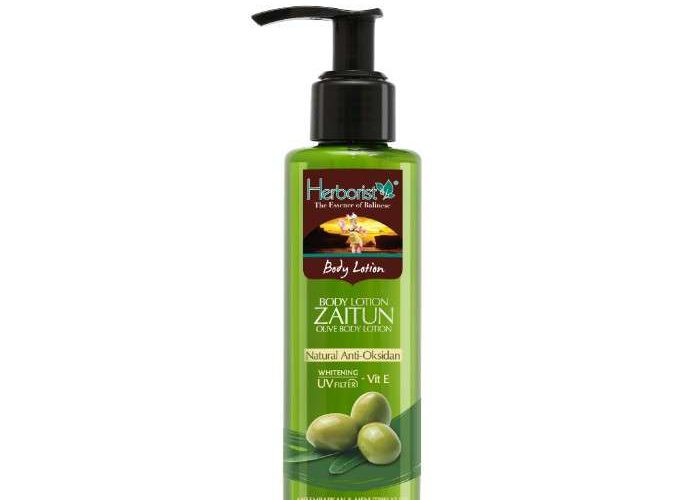 Herborist®
The Essence of Balinese
Body Lotion
BODY LOTION
ZAITUN
OLIVE BODY LOTION
Natural Anti-Oksidan
WHITENING
UV FILTER + Vit E